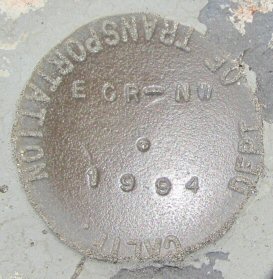 CALIF DEPT OF TRANSPORTATION
E CR-NW
1994